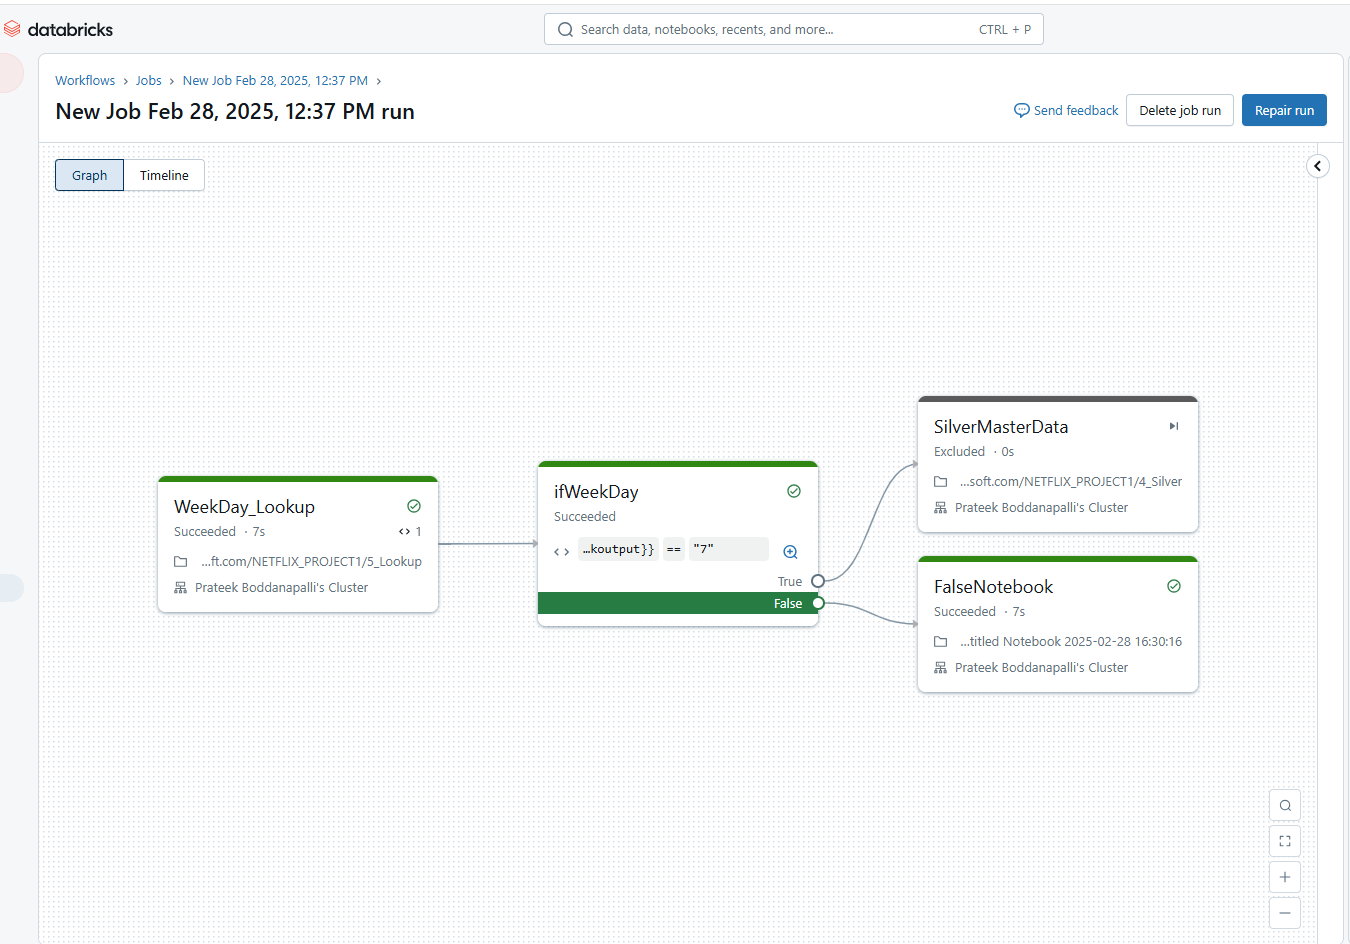 databricks
Search data, notebooks, recents, and more...
CTRL + P
Workflows › Jobs › New Job Feb 28, 2025, 12:37 PM ›
New Job Feb 28, 2025, 12:37 PM run
Send feedback
Delete job run
Repair run
Graph
Timeline
WeekDay_Lookup
Succeeded · 7s
1
...ft.com/NETFLIX_PROJECT1/5_Lookup
Prateek Boddanapalli's Cluster
ifWeekDay
Succeeded
…koutput}} == "7"
True
False
SilverMasterData
Excluded · 0s
...soft.com/NETFLIX_PROJECT1/4_Silver
Prateek Boddanapalli's Cluster
FalseNotebook
Succeeded · 7s
...titled Notebook 2025-02-28 16:30:16
Prateek Boddanapalli's Cluster